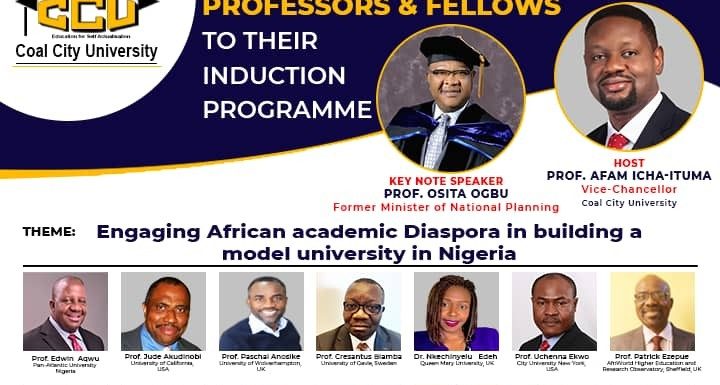 CCU
Education for Self Actualisation
Coal City University
PROFESSORS & FELLOWS
TO THEIR
INDUCTION
PROGRAMME
KEY NOTE SPEAKER
PROF. OSITA OGBU
Former Minister of National Planning
HOST
PROF. AFAM ICHA-ITUMA
Vice-Chancellor
Coal City University
THEME: Engaging African academic Diaspora in building a
model university in Nigeria
Prof. Edwin Agwu
Pan-Atlantic University
Nigeria
Prof. Jude Akudinobi
University of California,
USA
Prof. Paschal Anosike
University of Wolverhampton,
UK
Prof. Cresantus Biamba
University of Gavle, Sweden
Dr. Nkechinyelu Edeh
Queen Mary University, UK
Prof. Uchenna Ekwo
City University New York,
USA
Prof. Patrick Ezepue
AfriWorld Higher Education and
Research Observatory, Sheffield, UK